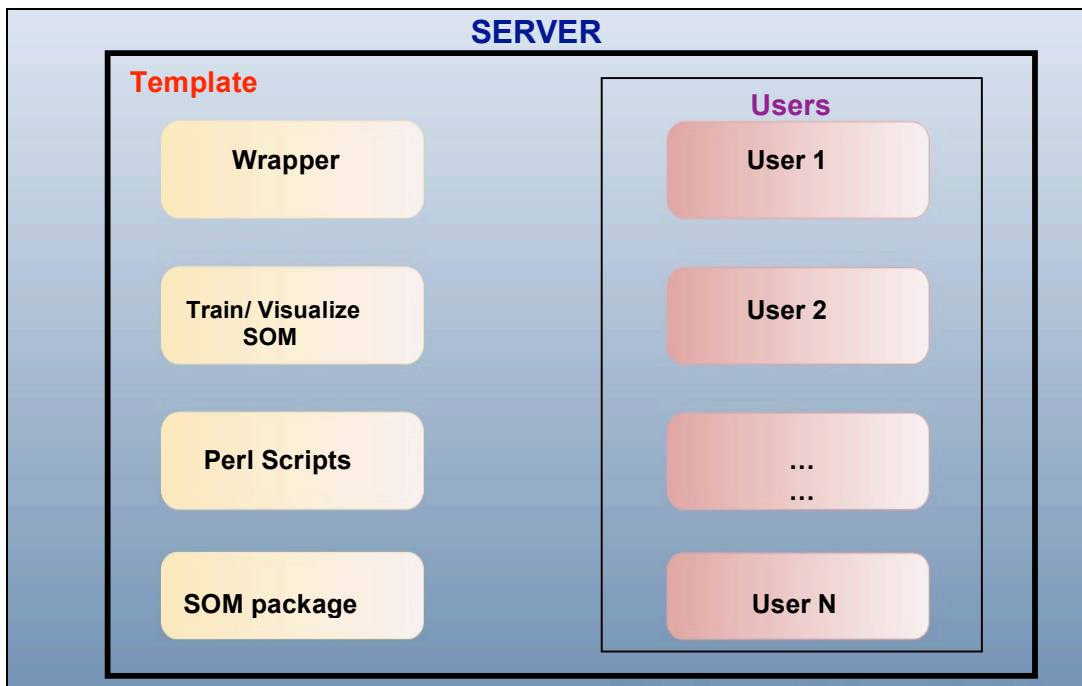 SERVER
Template
Wrapper
Train/ Visualize
SOM
Perl Scripts
SOM package
Users
User 1
User 2
...
...
User N